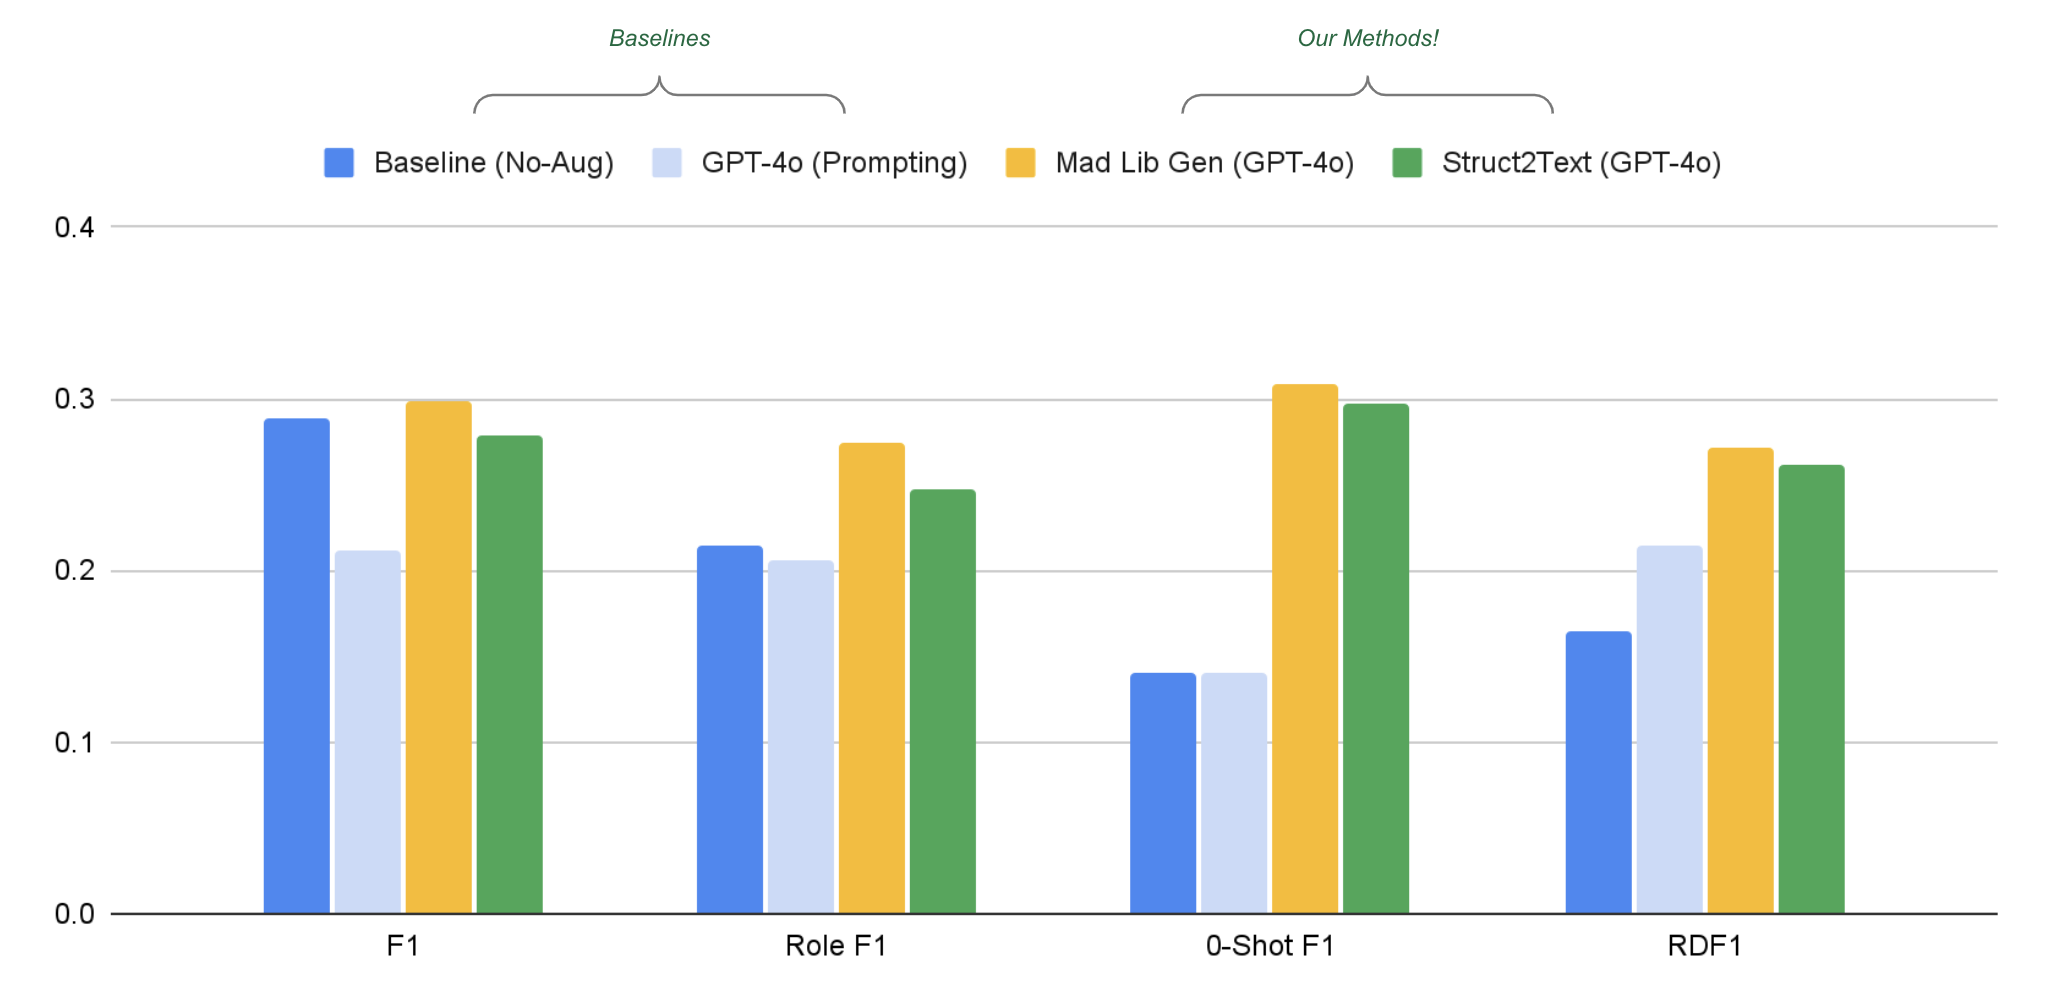 Baselines
Our Methods!
Baseline (No-Aug)
GPT-4o (Prompting)
Mad Lib Gen (GPT-4o)
Struct2Text (GPT-4o)
0.4
0.3
0.2
0.1
0.0
F1
Role F1
0-Shot F1
RDF1